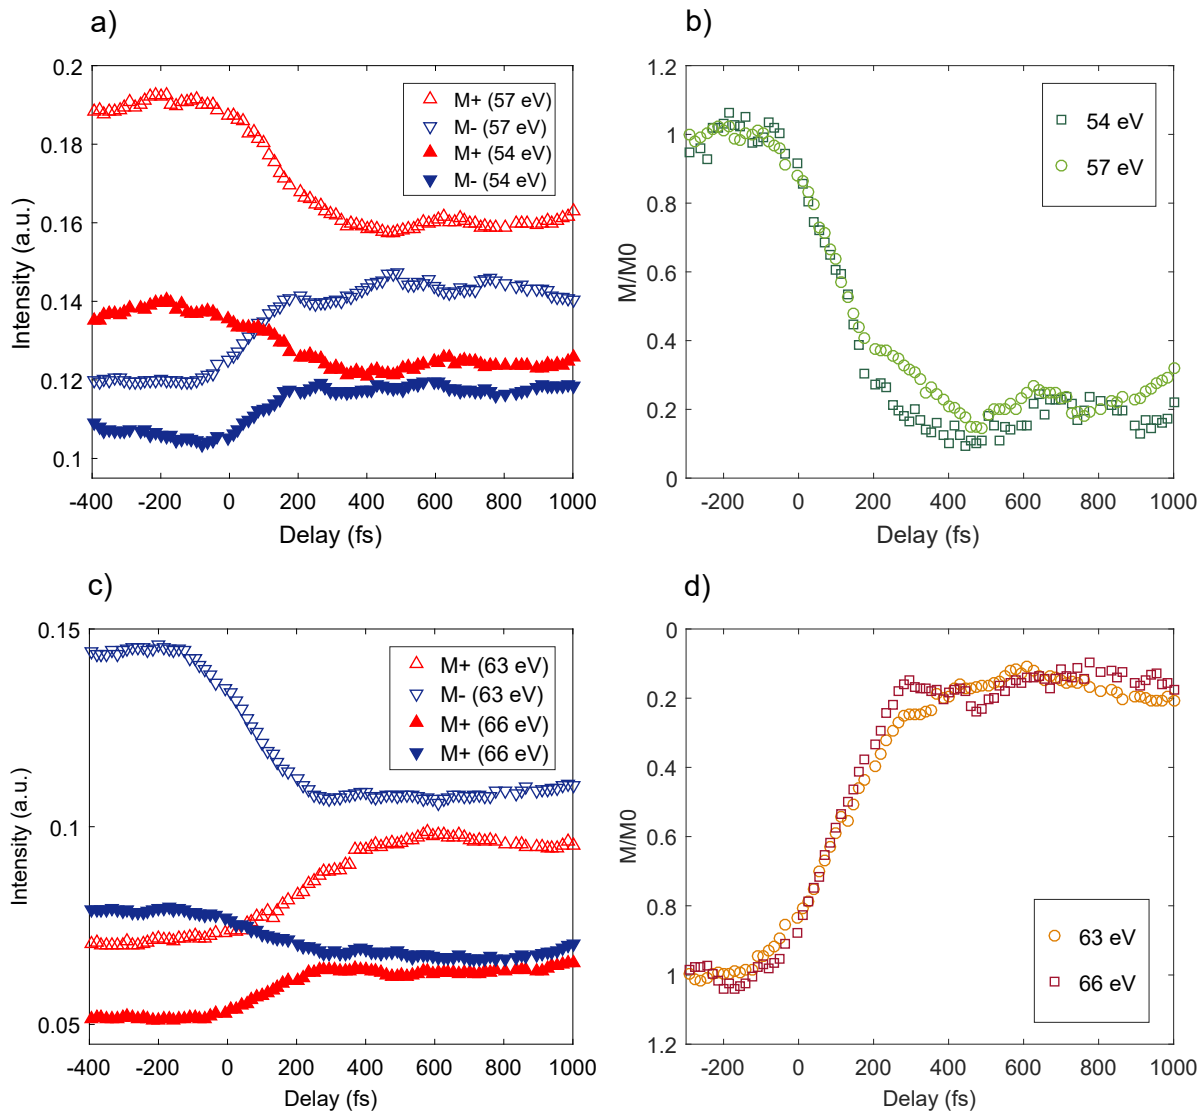 a)
0.2
0.18
0.16
0.14
0.12
0.1
Intensity (a.u.)
M+ (57 eV)
M- (57 eV)
M+ (54 eV)
M- (54 eV)
-400 -200 0 200 400 600 800 1000
Delay (fs)
b)
1.2
1
0.8
0.6
0.4
0.2
0
M/M0
54 eV
57 eV
-200 0 200 400 600 800 1000
Delay (fs)
c)
0.15
0.1
0.05
Intensity (a.u.)
M+ (63 eV)
M- (63 eV)
M+ (66 eV)
M+ (66 eV)
-400 -200 0 200 400 600 800 1000
Delay (fs)
d)
0
0.2
0.4
0.6
0.8
1
1.2
M/M0
63 eV
66 eV
-200 0 200 400 600 800 1000
Delay (fs)